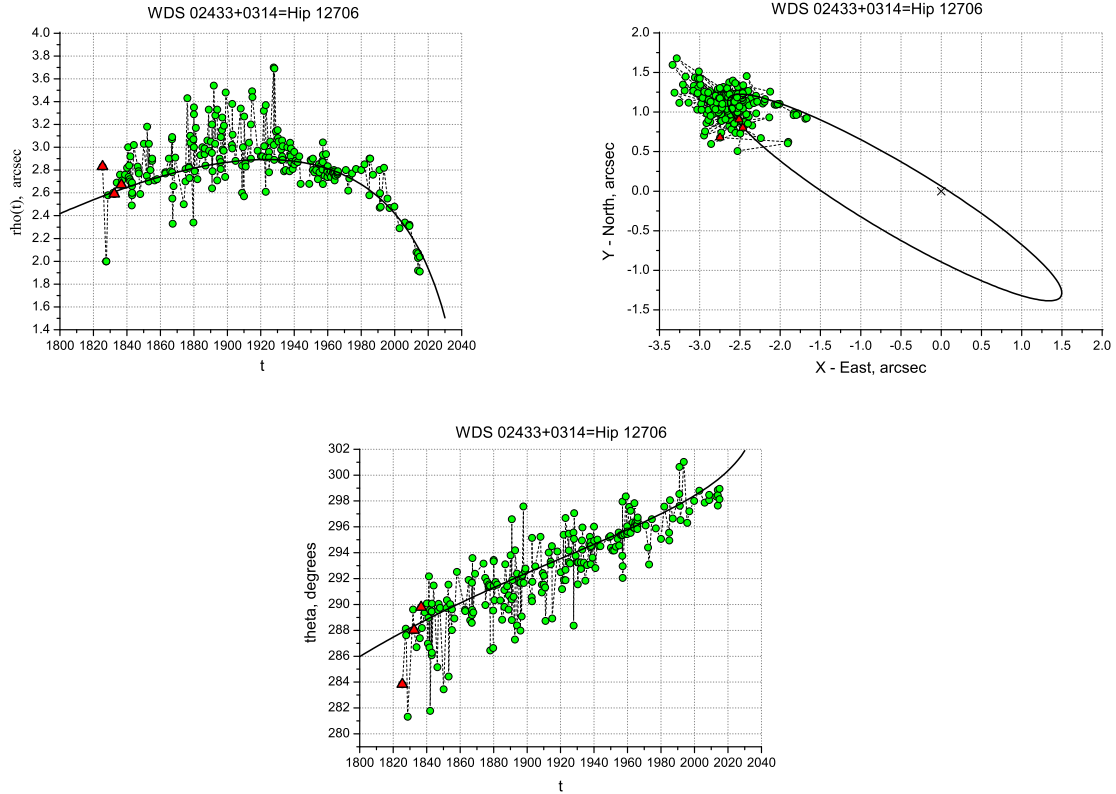 WDS 02433+0314=Hip 12706
4.0
3.8
3.6
3.4
3.2
3.0
2.8
2.6
2.4
2.2
2.0
1.8
1.6
1.4
rho(t), arcsec
1800 1820 1840 1860 1880 1900 1920 1940 1960 1980 2000 2020 2040
t
WDS 02433+0314=Hip 12706
2.0
1.5
1.0
0.5
0.0
-0.5
-1.0
-1.5
Y - North, arcsec
-3.5 -3.0 -2.5 -2.0 -1.5 -1.0 -0.5 0.0 0.5 1.0 1.5 2.0
X - East, arcsec
WDS 02433+0314=Hip 12706
302
300
298
296
294
292
290
288
286
284
282
280
theta, degrees
1800 1820 1840 1860 1880 1900 1920 1940 1960 1980 2000 2020 2040
t